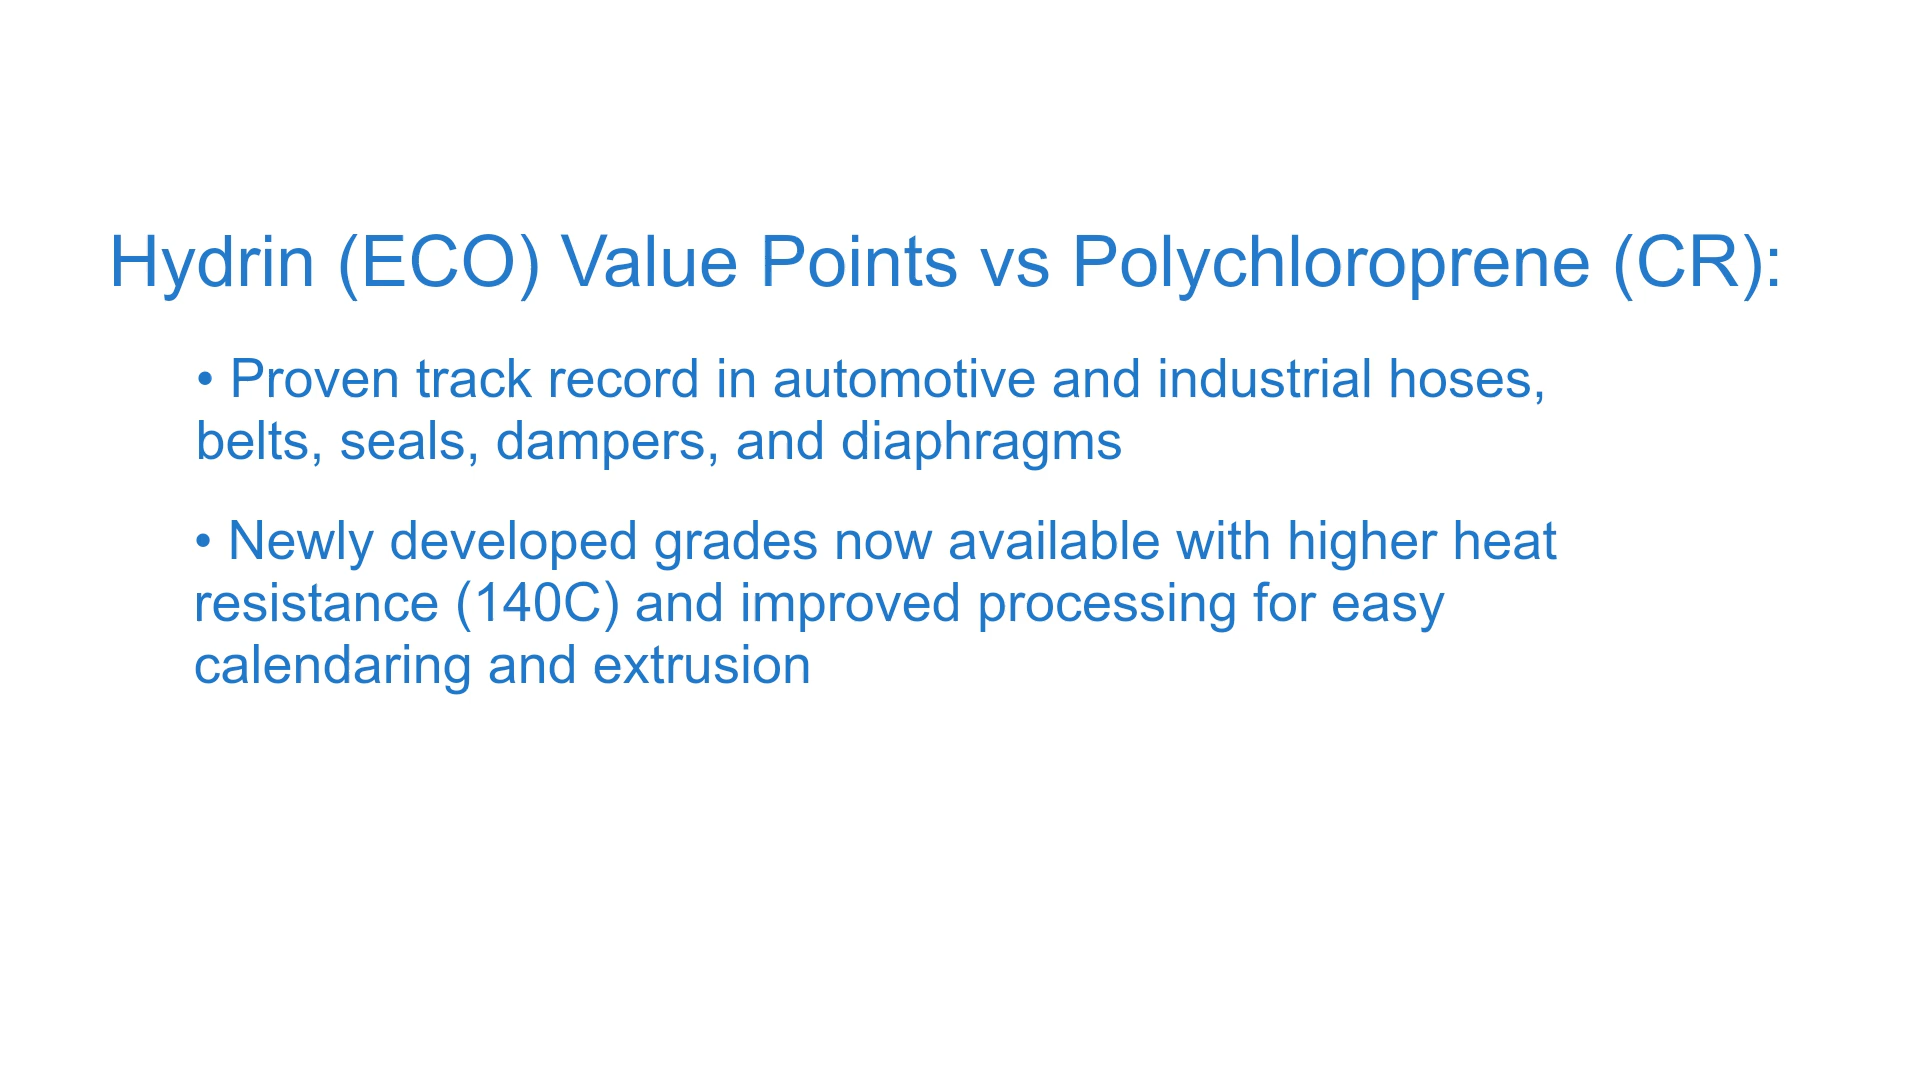 Hydrin (ECO) Value Points vs Polychloroprene (CR):
• Proven track record in automotive and industrial hoses,
belts, seals, dampers, and diaphragms
• Newly developed grades now available with higher heat
resistance (140C) and improved processing for easy
calendaring and extrusion